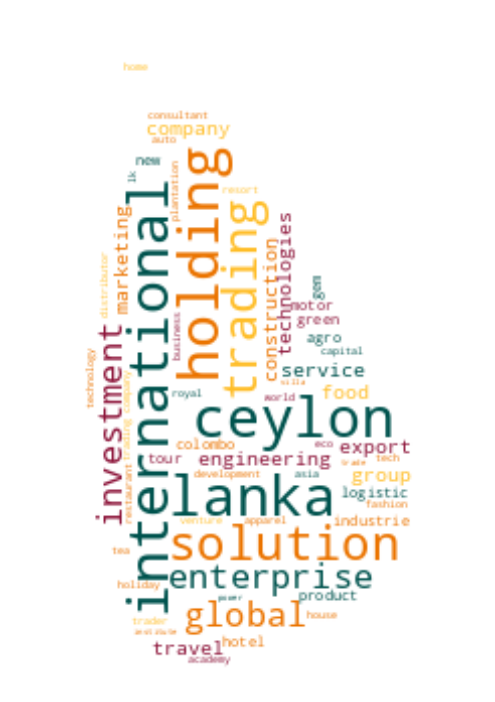 home
consultant
company
auto
new
lk
plantation
holding
international
resort
trading
marketing
distributor
technologies
construction
gem
motor
green
business
agro
capital
investment
technology
service
villa
trading company
royal
food
world
ceylon
colombo
eco
export
tour
engineering
trade
tech
restaurant
development
asia
group
lanka
logistic
fashion
venture
apparel
industrie
solution
tea
enterprise
holiday
power
product
global
house
trader
institute
hotel
travel
academy